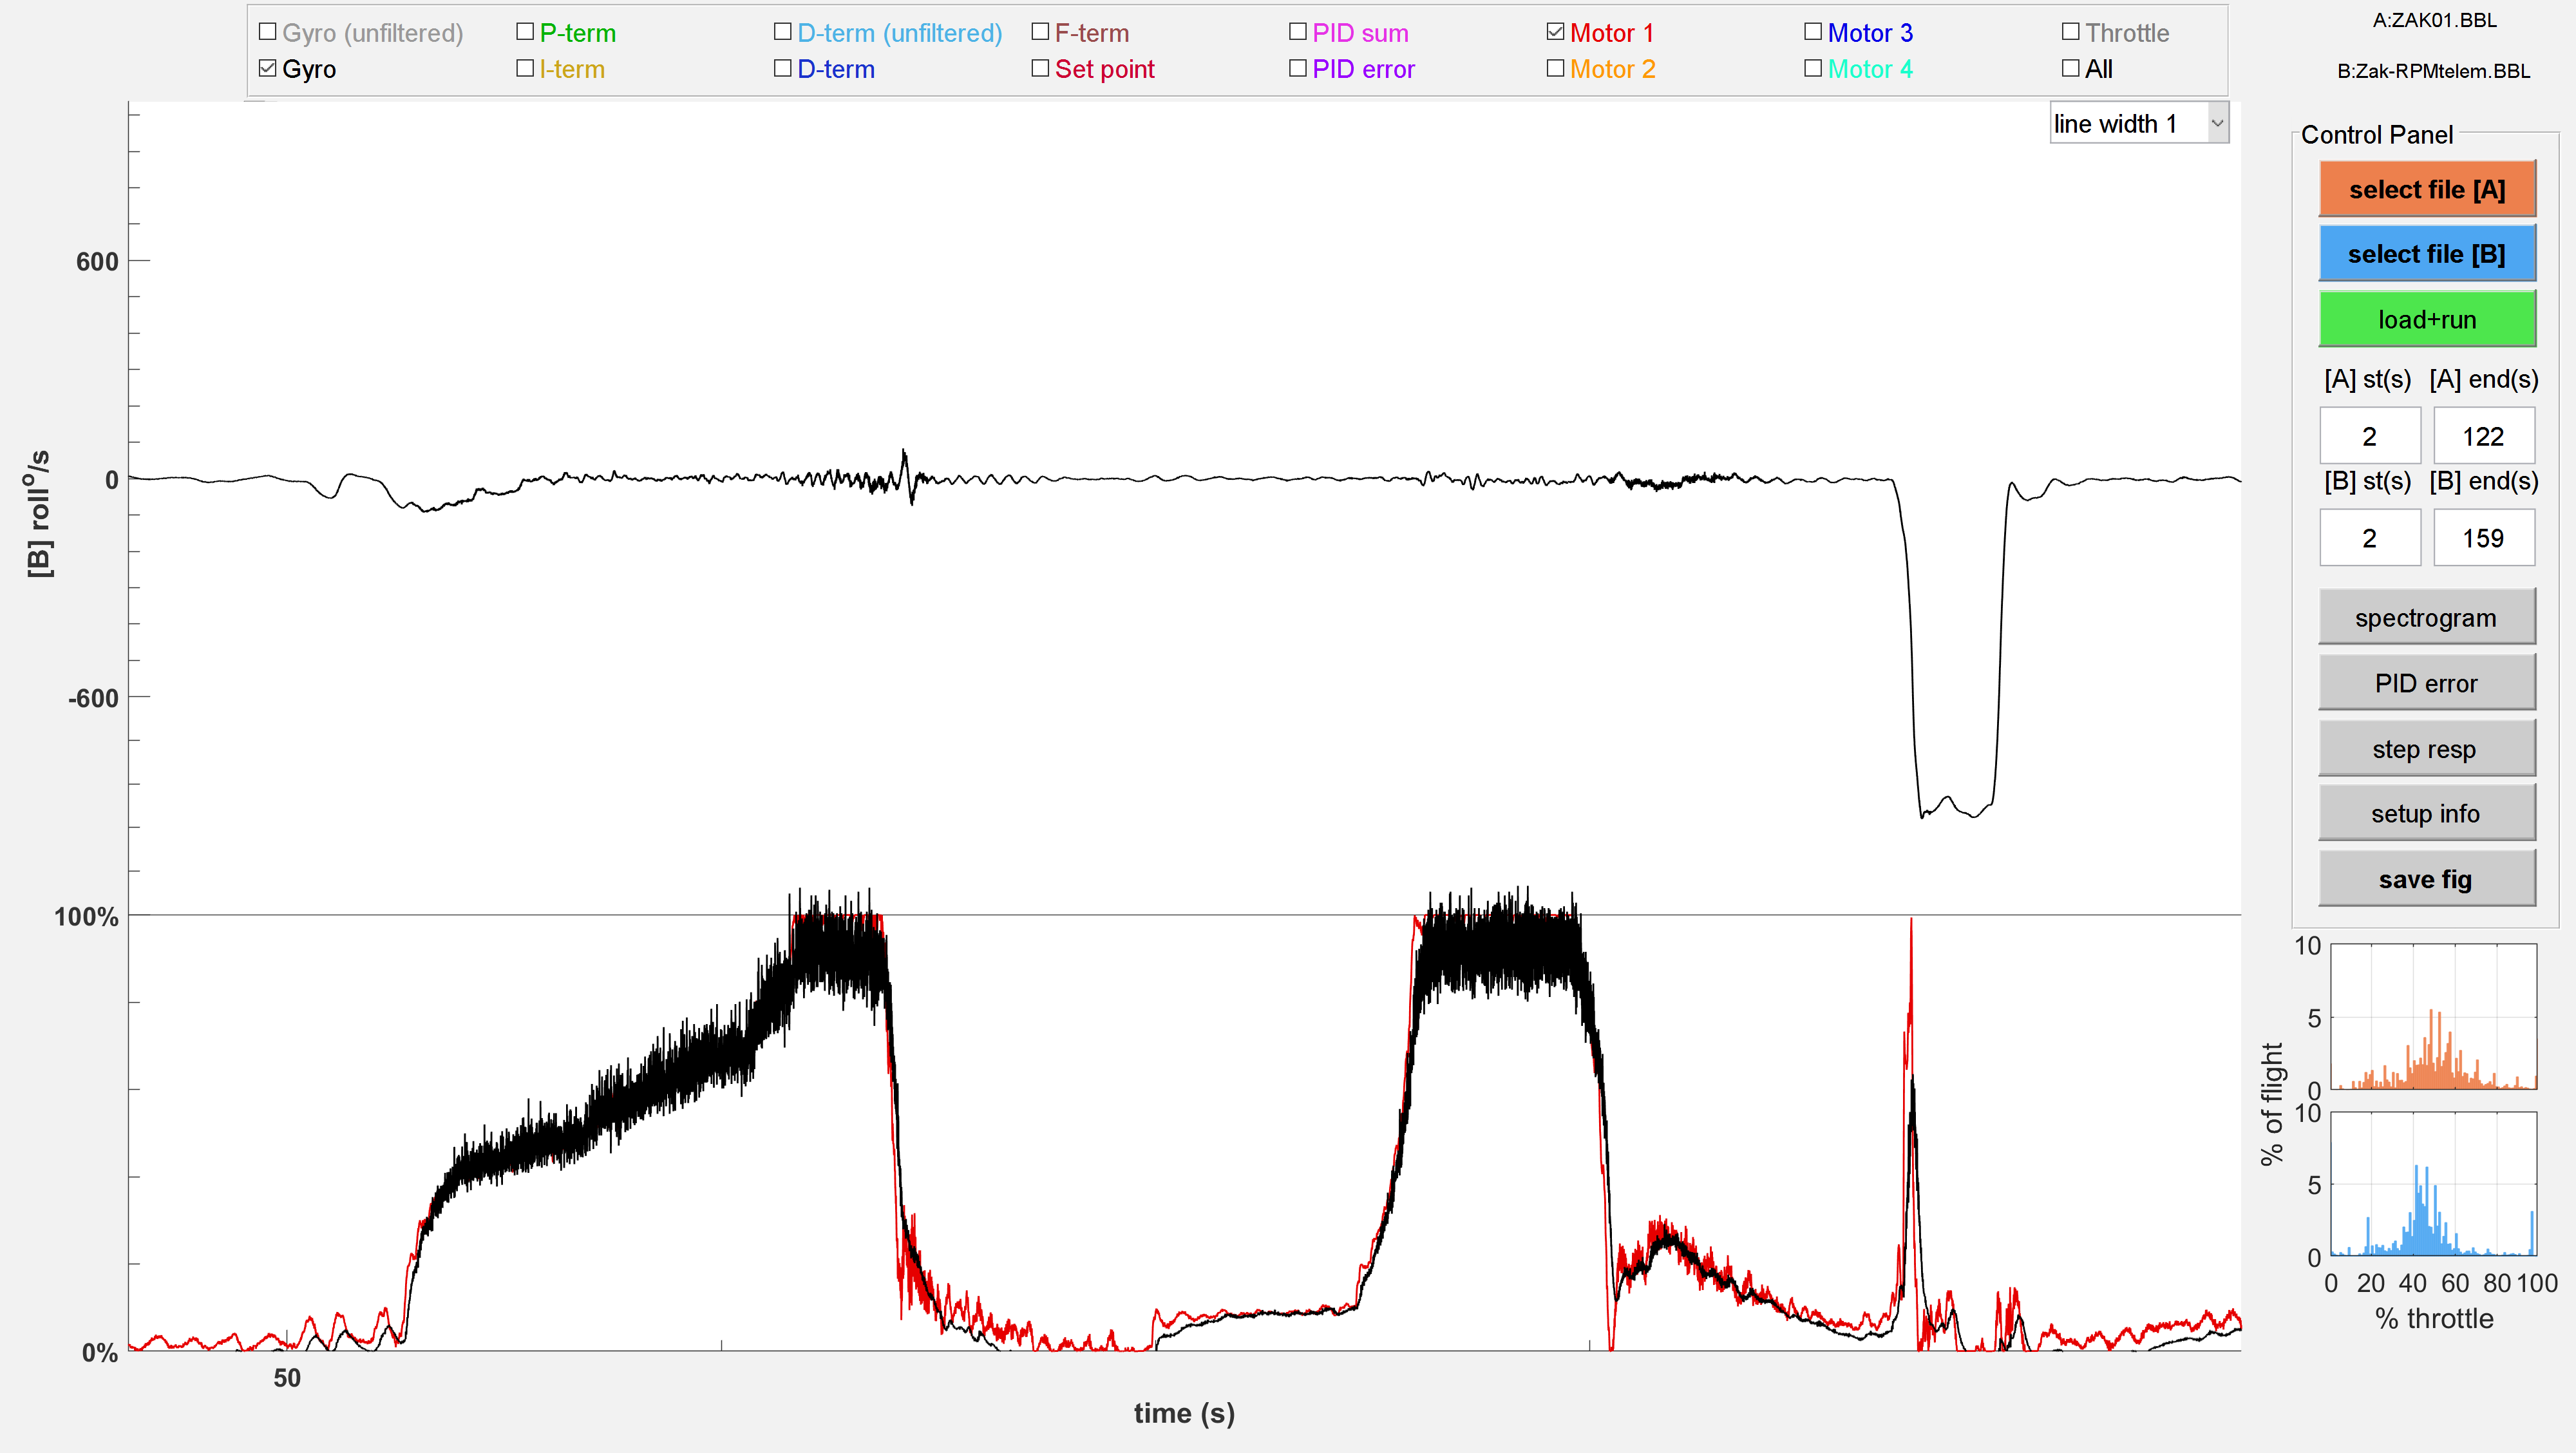 Gyro (unfiltered) P-term D-term (unfiltered) F-term PID sum Motor 1 Motor 3 Throttle
Gyro I-term D-term Set point PID error Motor 2 Motor 4 All
A:ZAK01.BBL
B:Zak-RPMtelem.BBL
line width 1
Control Panel
select file [A]
select file [B]
load+run
[A] st(s) [A] end(s)
2 122
[B] st(s) [B] end(s)
2 159
spectrogram
PID error
step resp
setup info
save fig
[B] roll°/s
600
0
-600
100%
0%
50
time (s)
% of flight
10
5
0
10
5
0
0 20 40 60 80 100
% throttle